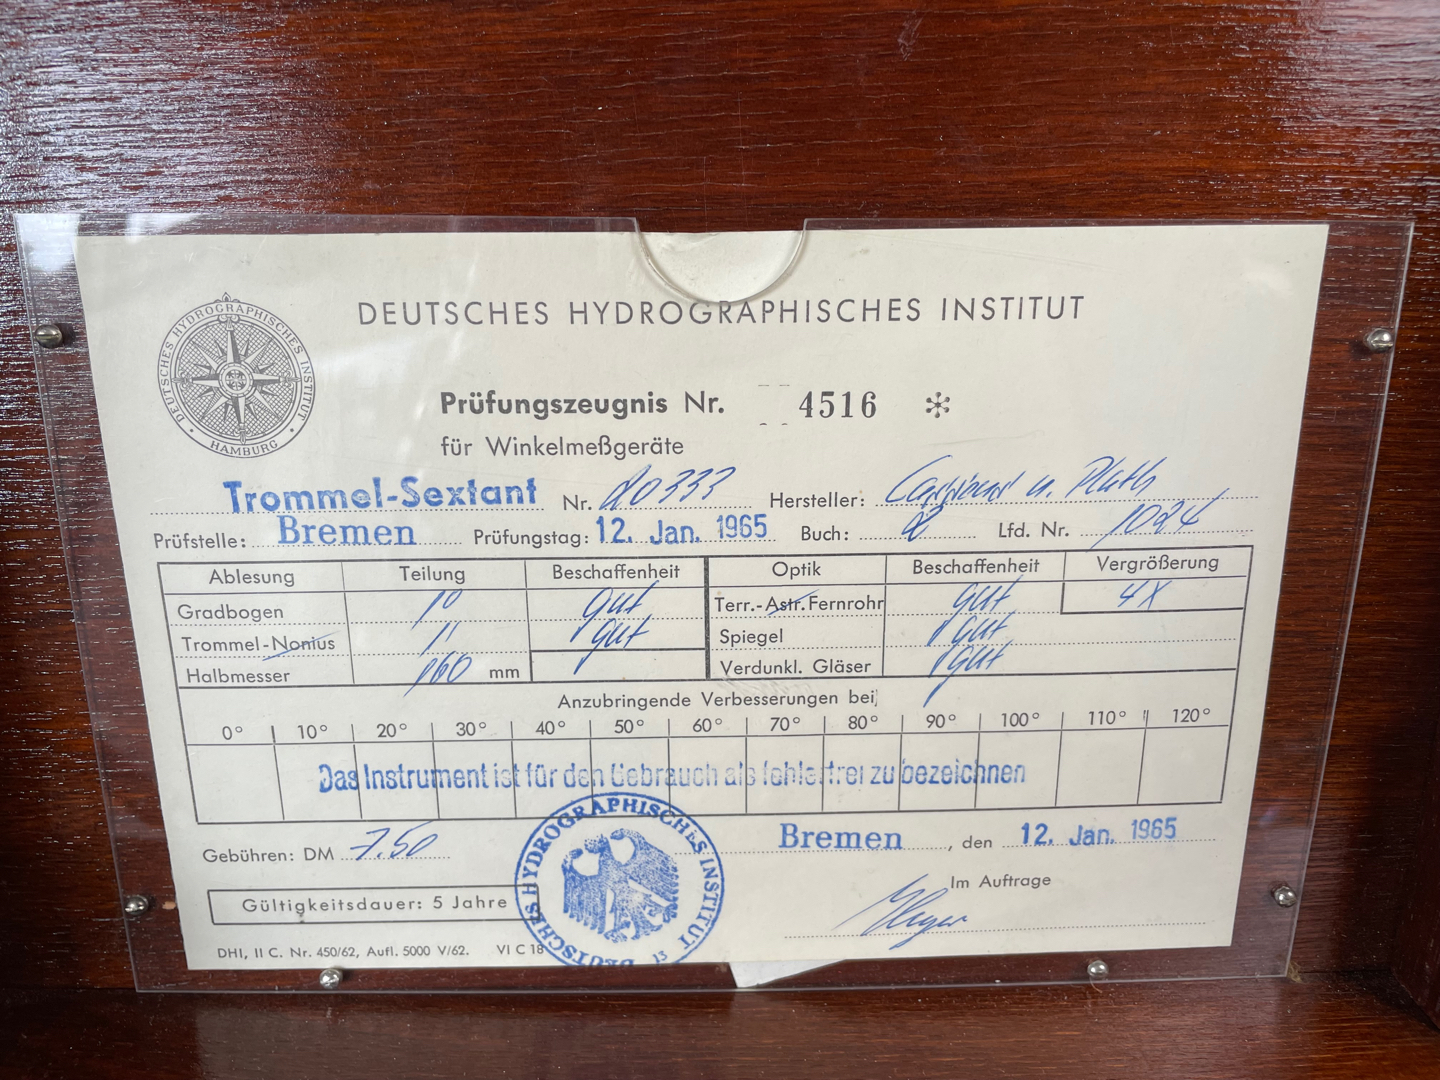 DEUTSCHES HYDROGRAPHISCHES INSTITUT
DEUTSCHES HYDROGRAPHISCHES INSTITUT • HAMBURG •
Prüfungszeugnis Nr. 4516 *
für Winkelmeßgeräte
Trommel-Sextant Nr. 20333 Hersteller: u. Plath
Prüfstelle: Bremen Prüfungstag: 12. Jan. 1965 Buch: Lfd. Nr. 1024
Ablesung Teilung Beschaffenheit Optik Beschaffenheit Vergrößerung
Gradbogen 1° gut Terr.-Astr. Fernrohr gut 4X
Trommel-Nonius 1' gut Spiegel gut
Halbmesser 160 mm Verdunkl. Gläser gut
Anzubringende Verbesserungen bei
0° 10° 20° 30° 40° 50° 60° 70° 80° 90° 100° 110° 120°
Das Instrument ist für den Gebrauch als fehlerfrei zu bezeichnen
Gebühren: DM 7.50 Bremen, den 12. Jan. 1965
Im Auftrage
Gültigkeitsdauer: 5 Jahre
DHI, II C. Nr. 450/62, Aufl. 5000 V/62. VI C 18
DEUTSCHES HYDROGRAPHISCHES INSTITUT 13